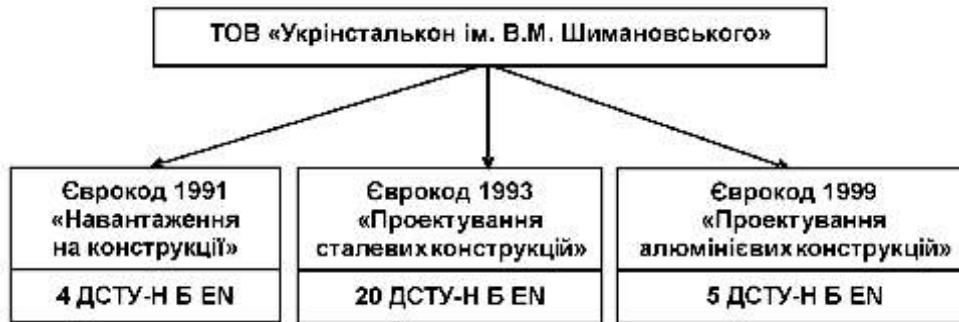 ТОВ «Укрінсталькон ім. В.М. Шимановського»
Єврокод 1991
«Навантаження
на конструкції»
4 ДСТУ-Н Б EN
Єврокод 1993
«Проектування
сталевих конструкцій»
20 ДСТУ-Н Б EN
Єврокод 1999
«Проектування
алюмінієвих конструкцій»
5 ДСТУ-Н Б EN